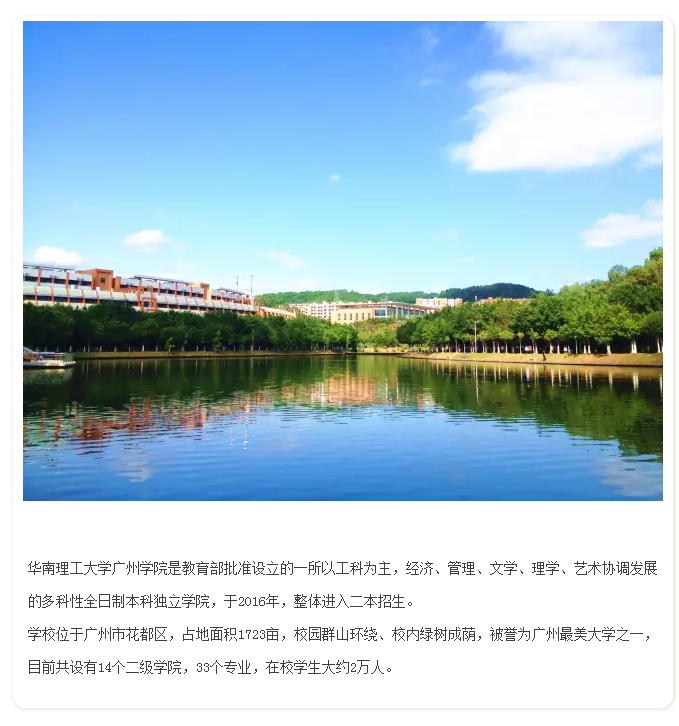 华南理工大学广州学院是教育部批准设立的一所以工科为主，经济、管理、文学、理学、艺术协调发展
的多科性全日制本科独立学院，于2016年，整体进入二本招生。
学校位于广州市花都区，占地面积1723亩，校园群山环绕、校内绿树成荫，被誉为广州最美大学之一，
目前共设有14个二级学院，33个专业，在校学生大约2万人。